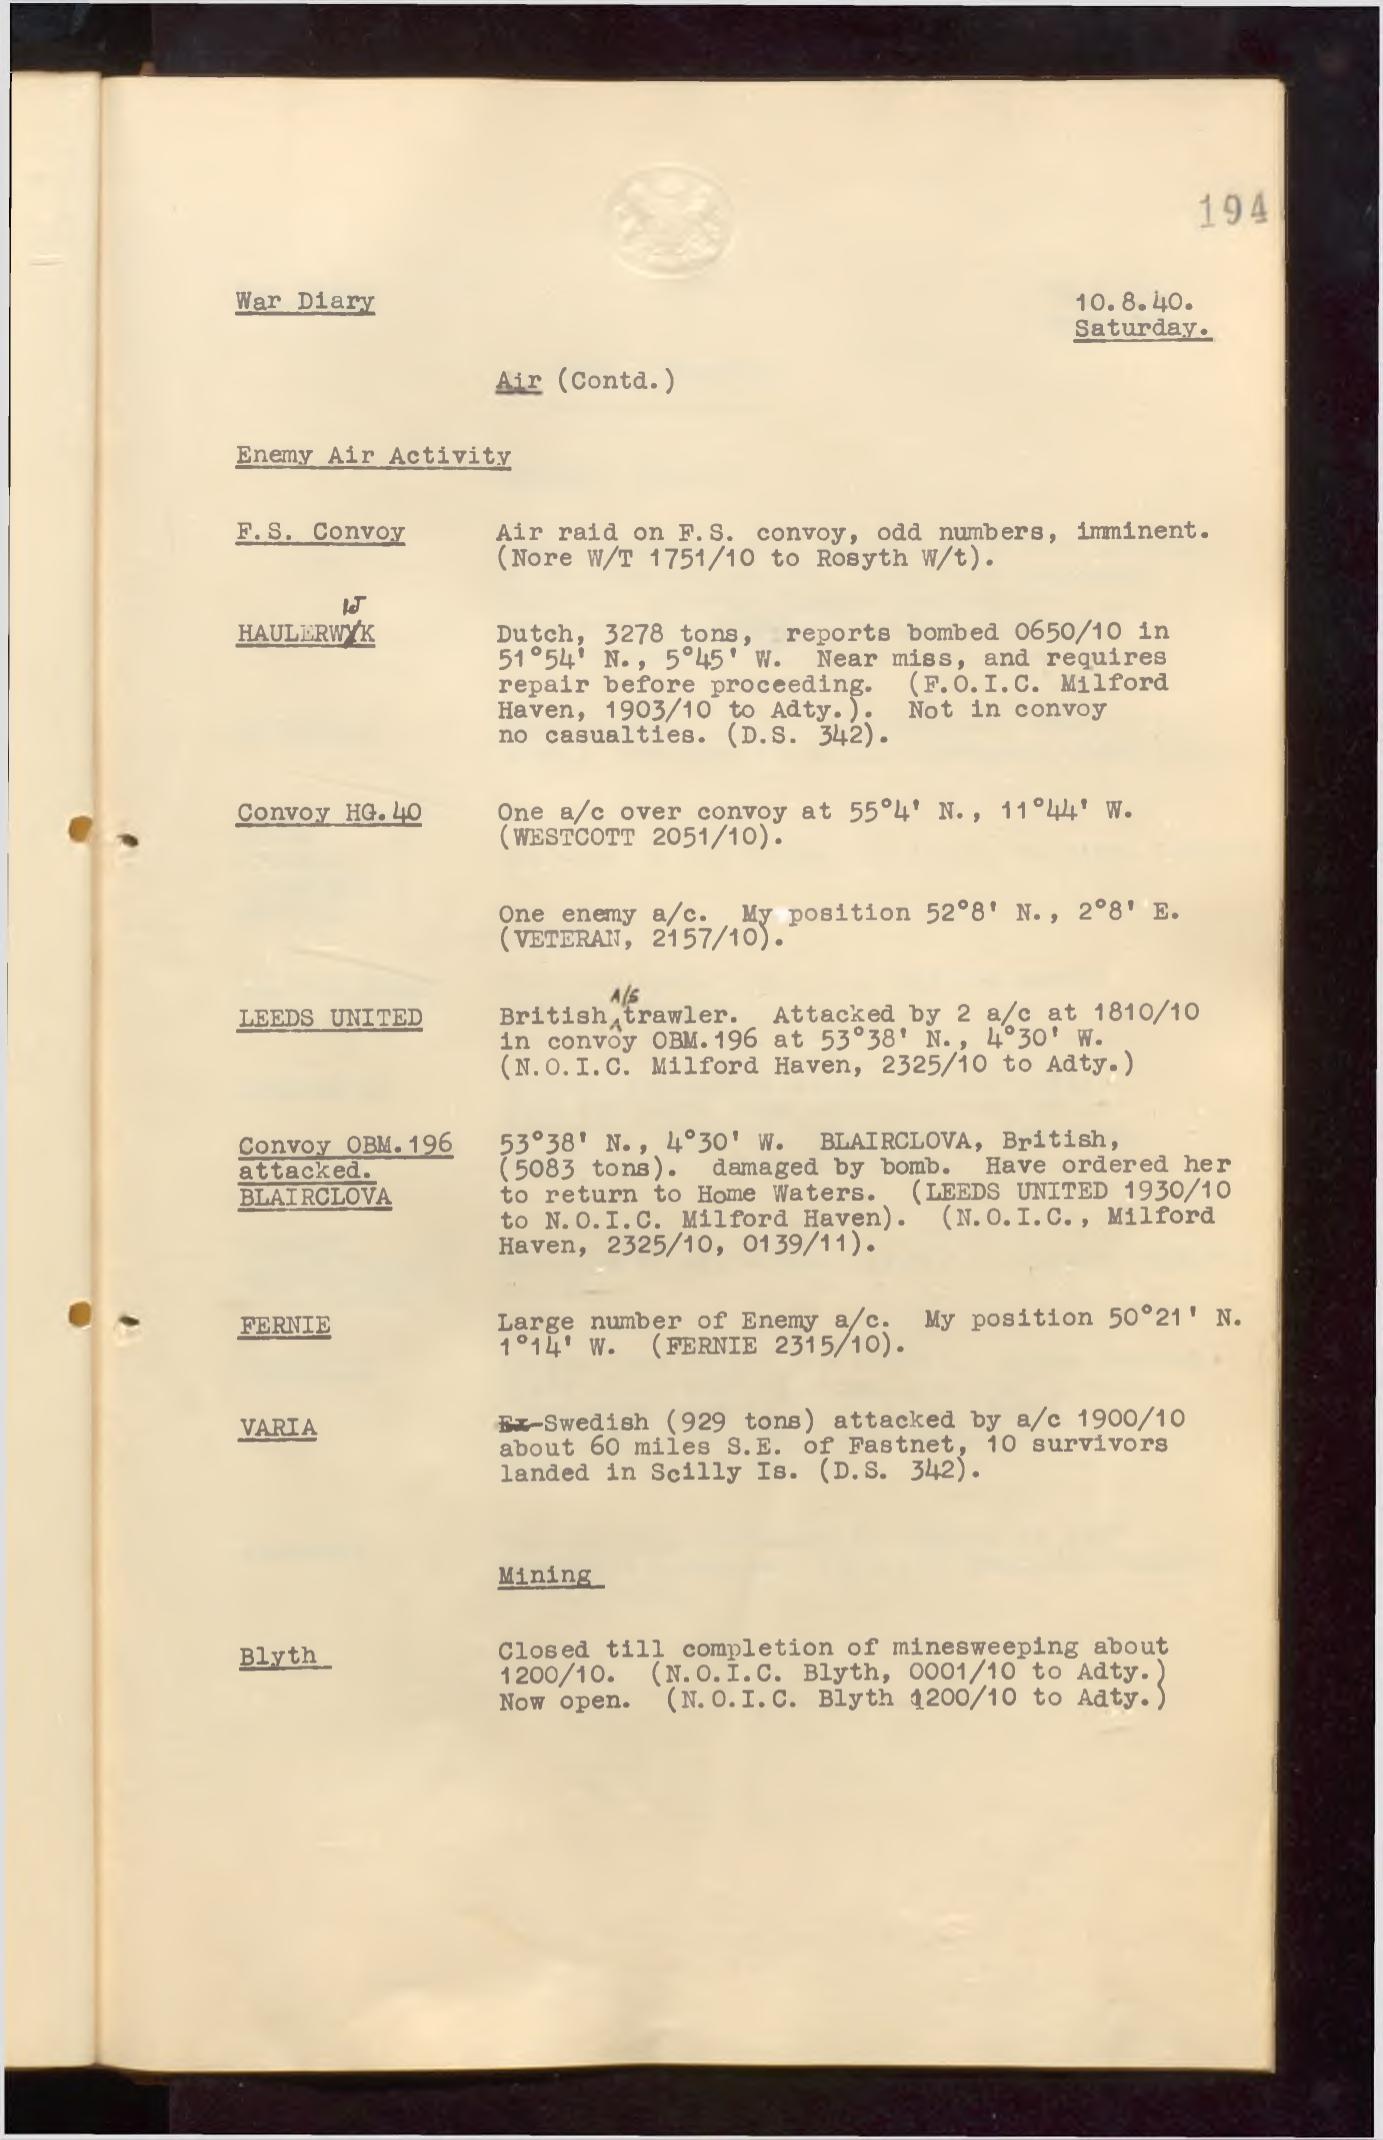 194
War Diary
10.8.40.
Saturday.
Air (Contd.)
Enemy Air Activity
F.S. Convoy
Air raid on F.S. convoy, odd numbers, imminent.
(Nore W/T 1751/10 to Rosyth W/t).
IJ
HAULERWYK
Dutch, 3278 tons, reports bombed 0650/10 in
51°54' N., 5°45' W. Near miss, and requires
repair before proceeding. (F.O.I.C. Milford
Haven, 1903/10 to Adty.). Not in convoy
no casualties. (D.S. 342).
Convoy HG.40
One a/c over convoy at 55°4' N., 11°44' W.
(WESTCOTT 2051/10).
One enemy a/c. My position 52°8' N., 2°8' E.
(VETERAN, 2157/10).
LEEDS UNITED
A/S
British trawler. Attacked by 2 a/c at 1810/10
in convoy OBM.196 at 53°38' N., 4°30' W.
(N.O.I.C. Milford Haven, 2325/10 to Adty.)
Convoy OBM.196
attacked.
BLAIRCLOVA
53°38' N., 4°30' W. BLAIRCLOVA, British,
(5083 tons). damaged by bomb. Have ordered her
to return to Home Waters. (LEEDS UNITED 1930/10
to N.O.I.C. Milford Haven). (N.O.I.C., Milford
Haven, 2325/10, 0139/11).
FERNIE
Large number of Enemy a/c. My position 50°21' N.
1°14' W. (FERNIE 2315/10).
VARIA
Ex-Swedish (929 tons) attacked by a/c 1900/10
about 60 miles S.E. of Fastnet, 10 survivors
landed in Scilly Is. (D.S. 342).
Mining
Blyth
Closed till completion of minesweeping about
1200/10. (N.O.I.C. Blyth, 0001/10 to Adty.)
Now open. (N.O.I.C. Blyth 1200/10 to Adty.)